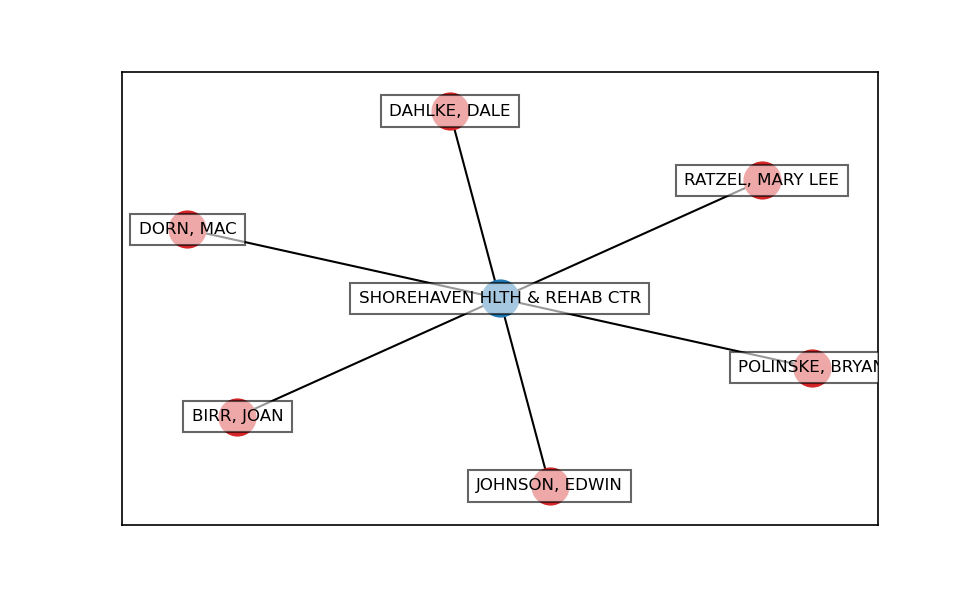 DAHLKE, DALE
RATZEL, MARY LEE
DORN, MAC
SHOREHAVEN HLTH & REHAB CTR
POLINSKE, BRYAN
BIRR, JOAN
JOHNSON, EDWIN